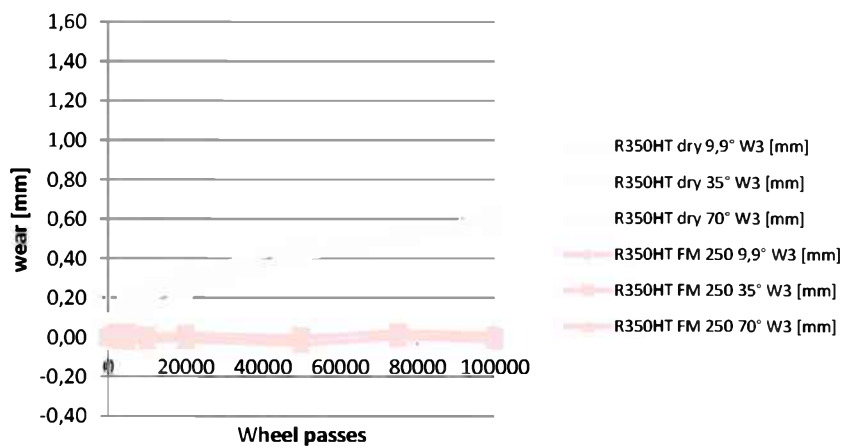 1,60
1,40
1,20
1,00
0,80
0,60
0,40
0,20
0,00
-0,20
-0,40
wear [mm]
0 20000 40000 60000 80000 100000
Wheel passes
R350HT dry 9,9° W3 [mm]
R350HT dry 35° W3 [mm]
R350HT dry 70° W3 [mm]
R350HT FM 250 9,9° W3 [mm]
R350HT FM 250 35° W3 [mm]
R350HT FM 250 70° W3 [mm]